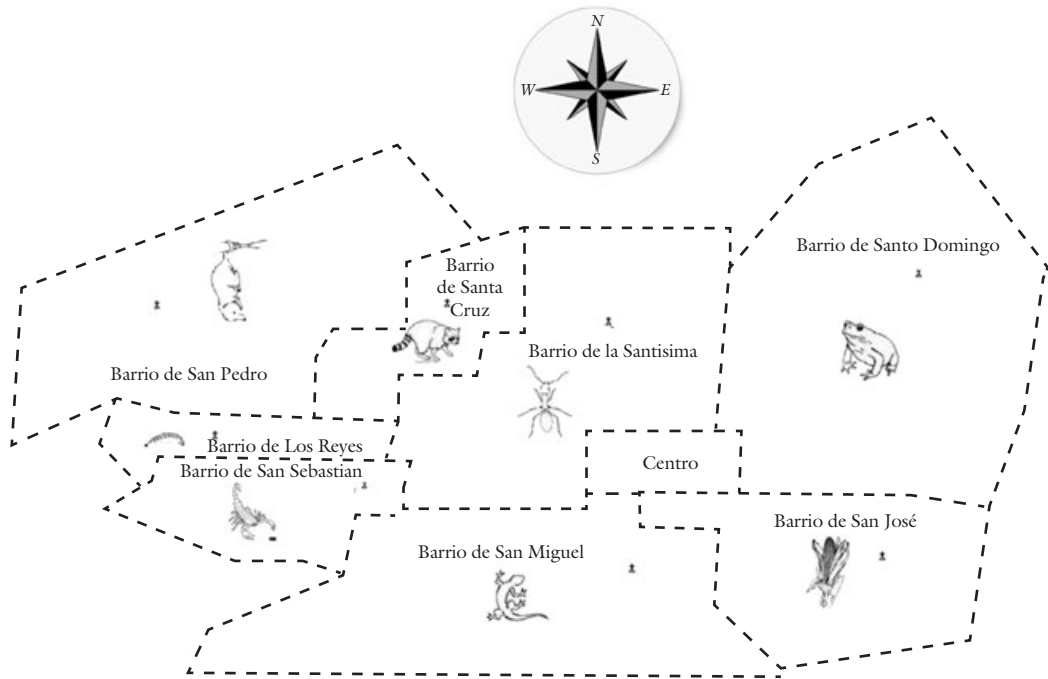 N
W
E
S
Barrio de Santo Domingo
Barrio
de Santa
Cruz
Barrio de la Santisima
Barrio de San Pedro
Barrio de Los Reyes
Barrio de San Sebastian
Centro
Barrio de San José
Barrio de San Miguel